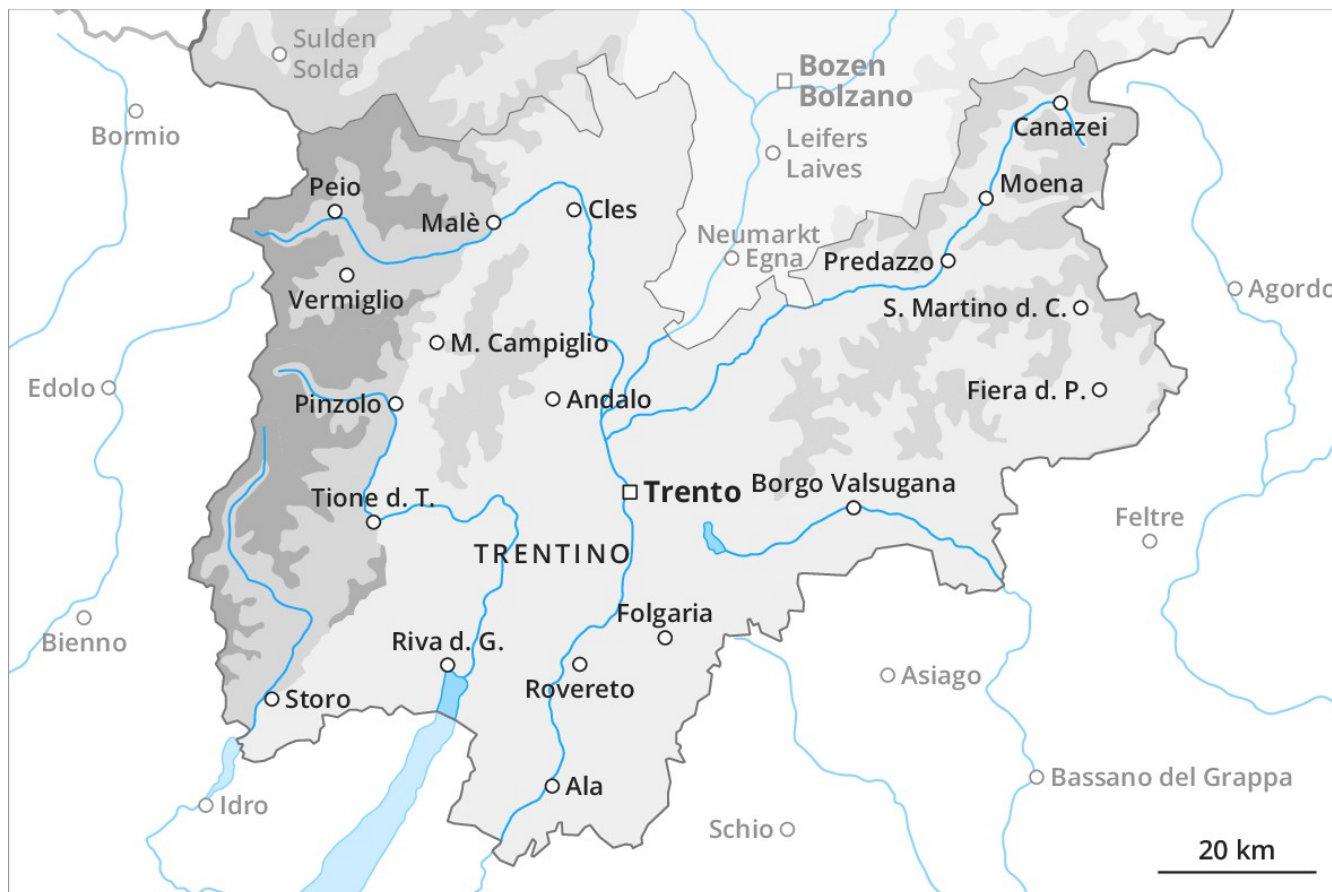 Sulden
Solda
Bozen
Bolzano
Bormio
Canazei
Leifers
Laives
Peio
Moena
Malè
Cles
Neumarkt
Egna
Predazzo
Vermiglio
Agordo
S. Martino d. C.
M. Campiglio
Edolo
Fiera d. P.
Pinzolo
Andalo
Borgo Valsugana
Trento
Tione d. T.
Feltre
TRENTINO
Folgaria
Bienno
Riva d. G.
Asiago
Rovereto
Storo
Bassano del Grappa
Ala
Idro
Schio
20 km